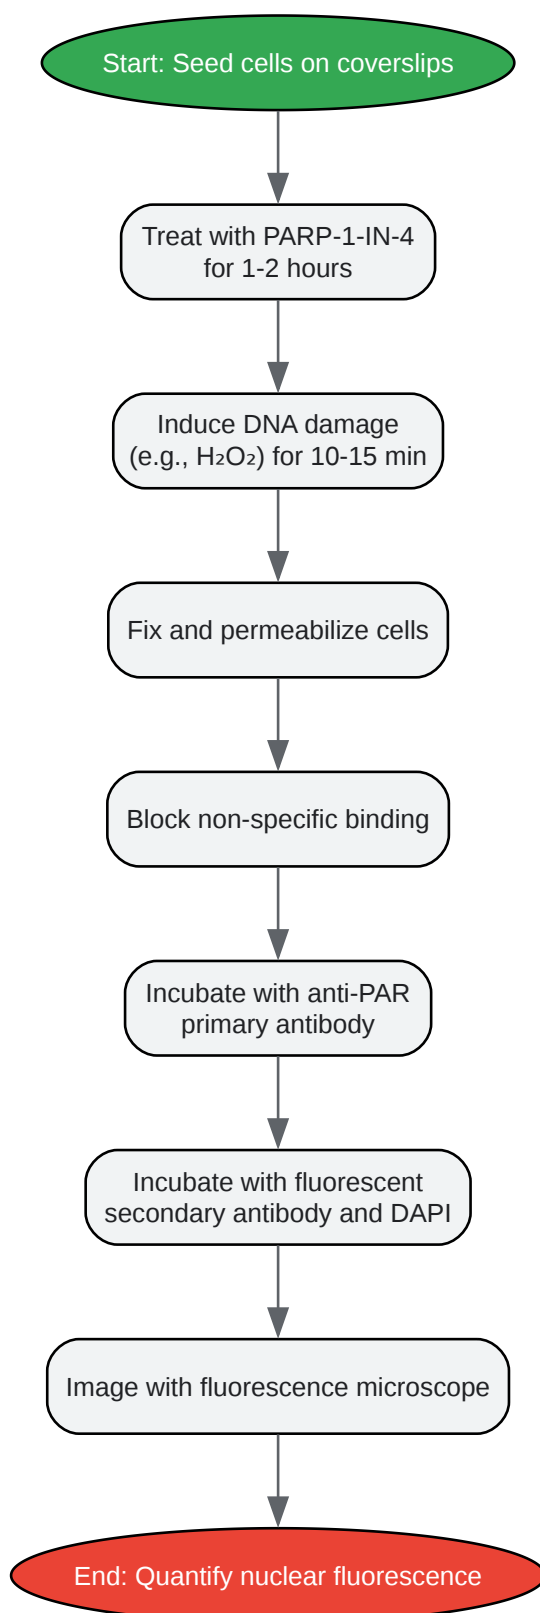 Start: Seed cells on coverslips
Treat with PARP-1-IN-4
for 1-2 hours
Induce DNA damage
(e.g., H₂O₂) for 10-15 min
Fix and permeabilize cells
Block non-specific binding
Incubate with anti-PAR
primary antibody
Incubate with fluorescent
secondary antibody and DAPI
Image with fluorescence microscope
End: Quantify nuclear fluorescence